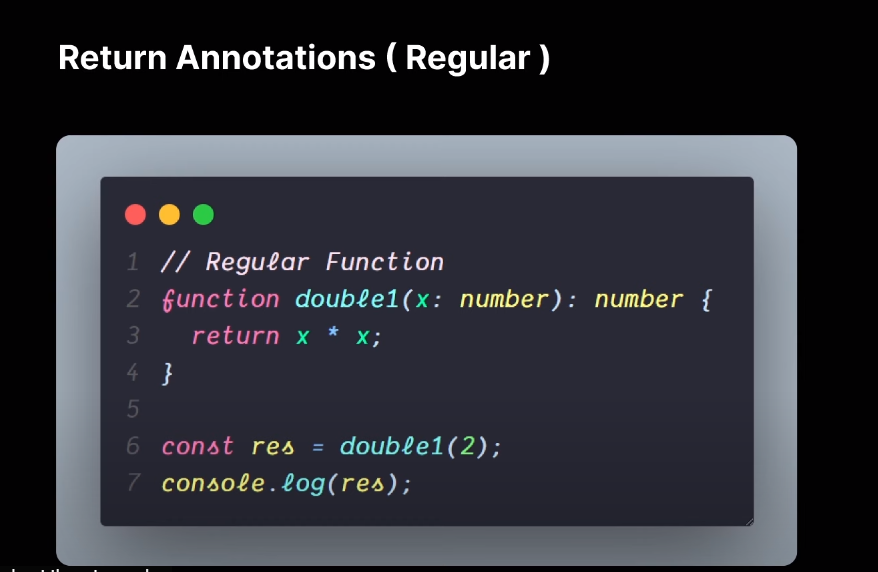 Return Annotations ( Regular )
1 // Regular Function
2 function double1(x: number): number {
3   return x * x;
4 }
5
6 const res = double1(2);
7 console.log(res);